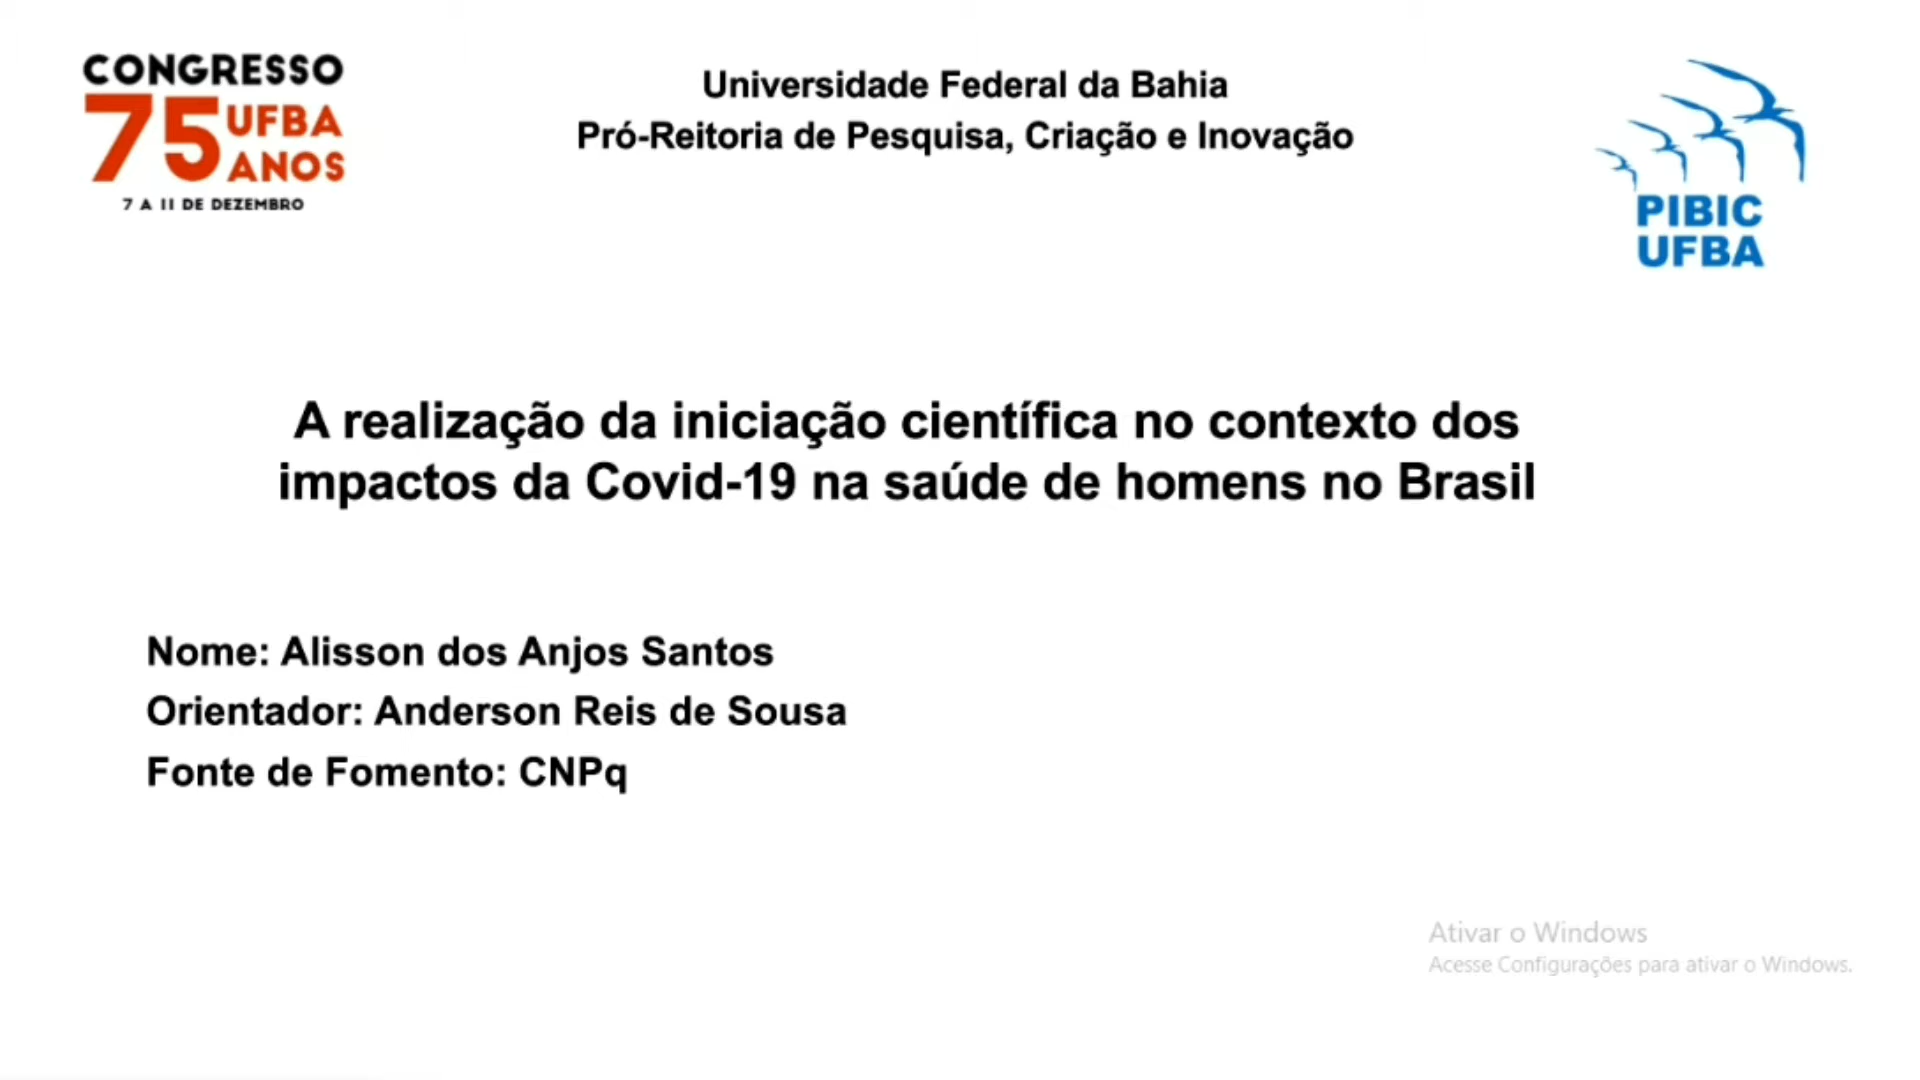 CONGRESSO
75 UFBA
ANOS
7 A 11 DE DEZEMBRO
Universidade Federal da Bahia
Pró-Reitoria de Pesquisa, Criação e Inovação
PIBIC
UFBA
A realização da iniciação científica no contexto dos
impactos da Covid-19 na saúde de homens no Brasil
Nome: Alisson dos Anjos Santos
Orientador: Anderson Reis de Sousa
Fonte de Fomento: CNPq
Ativar o Windows
Acesse Configurações para ativar o Windows.